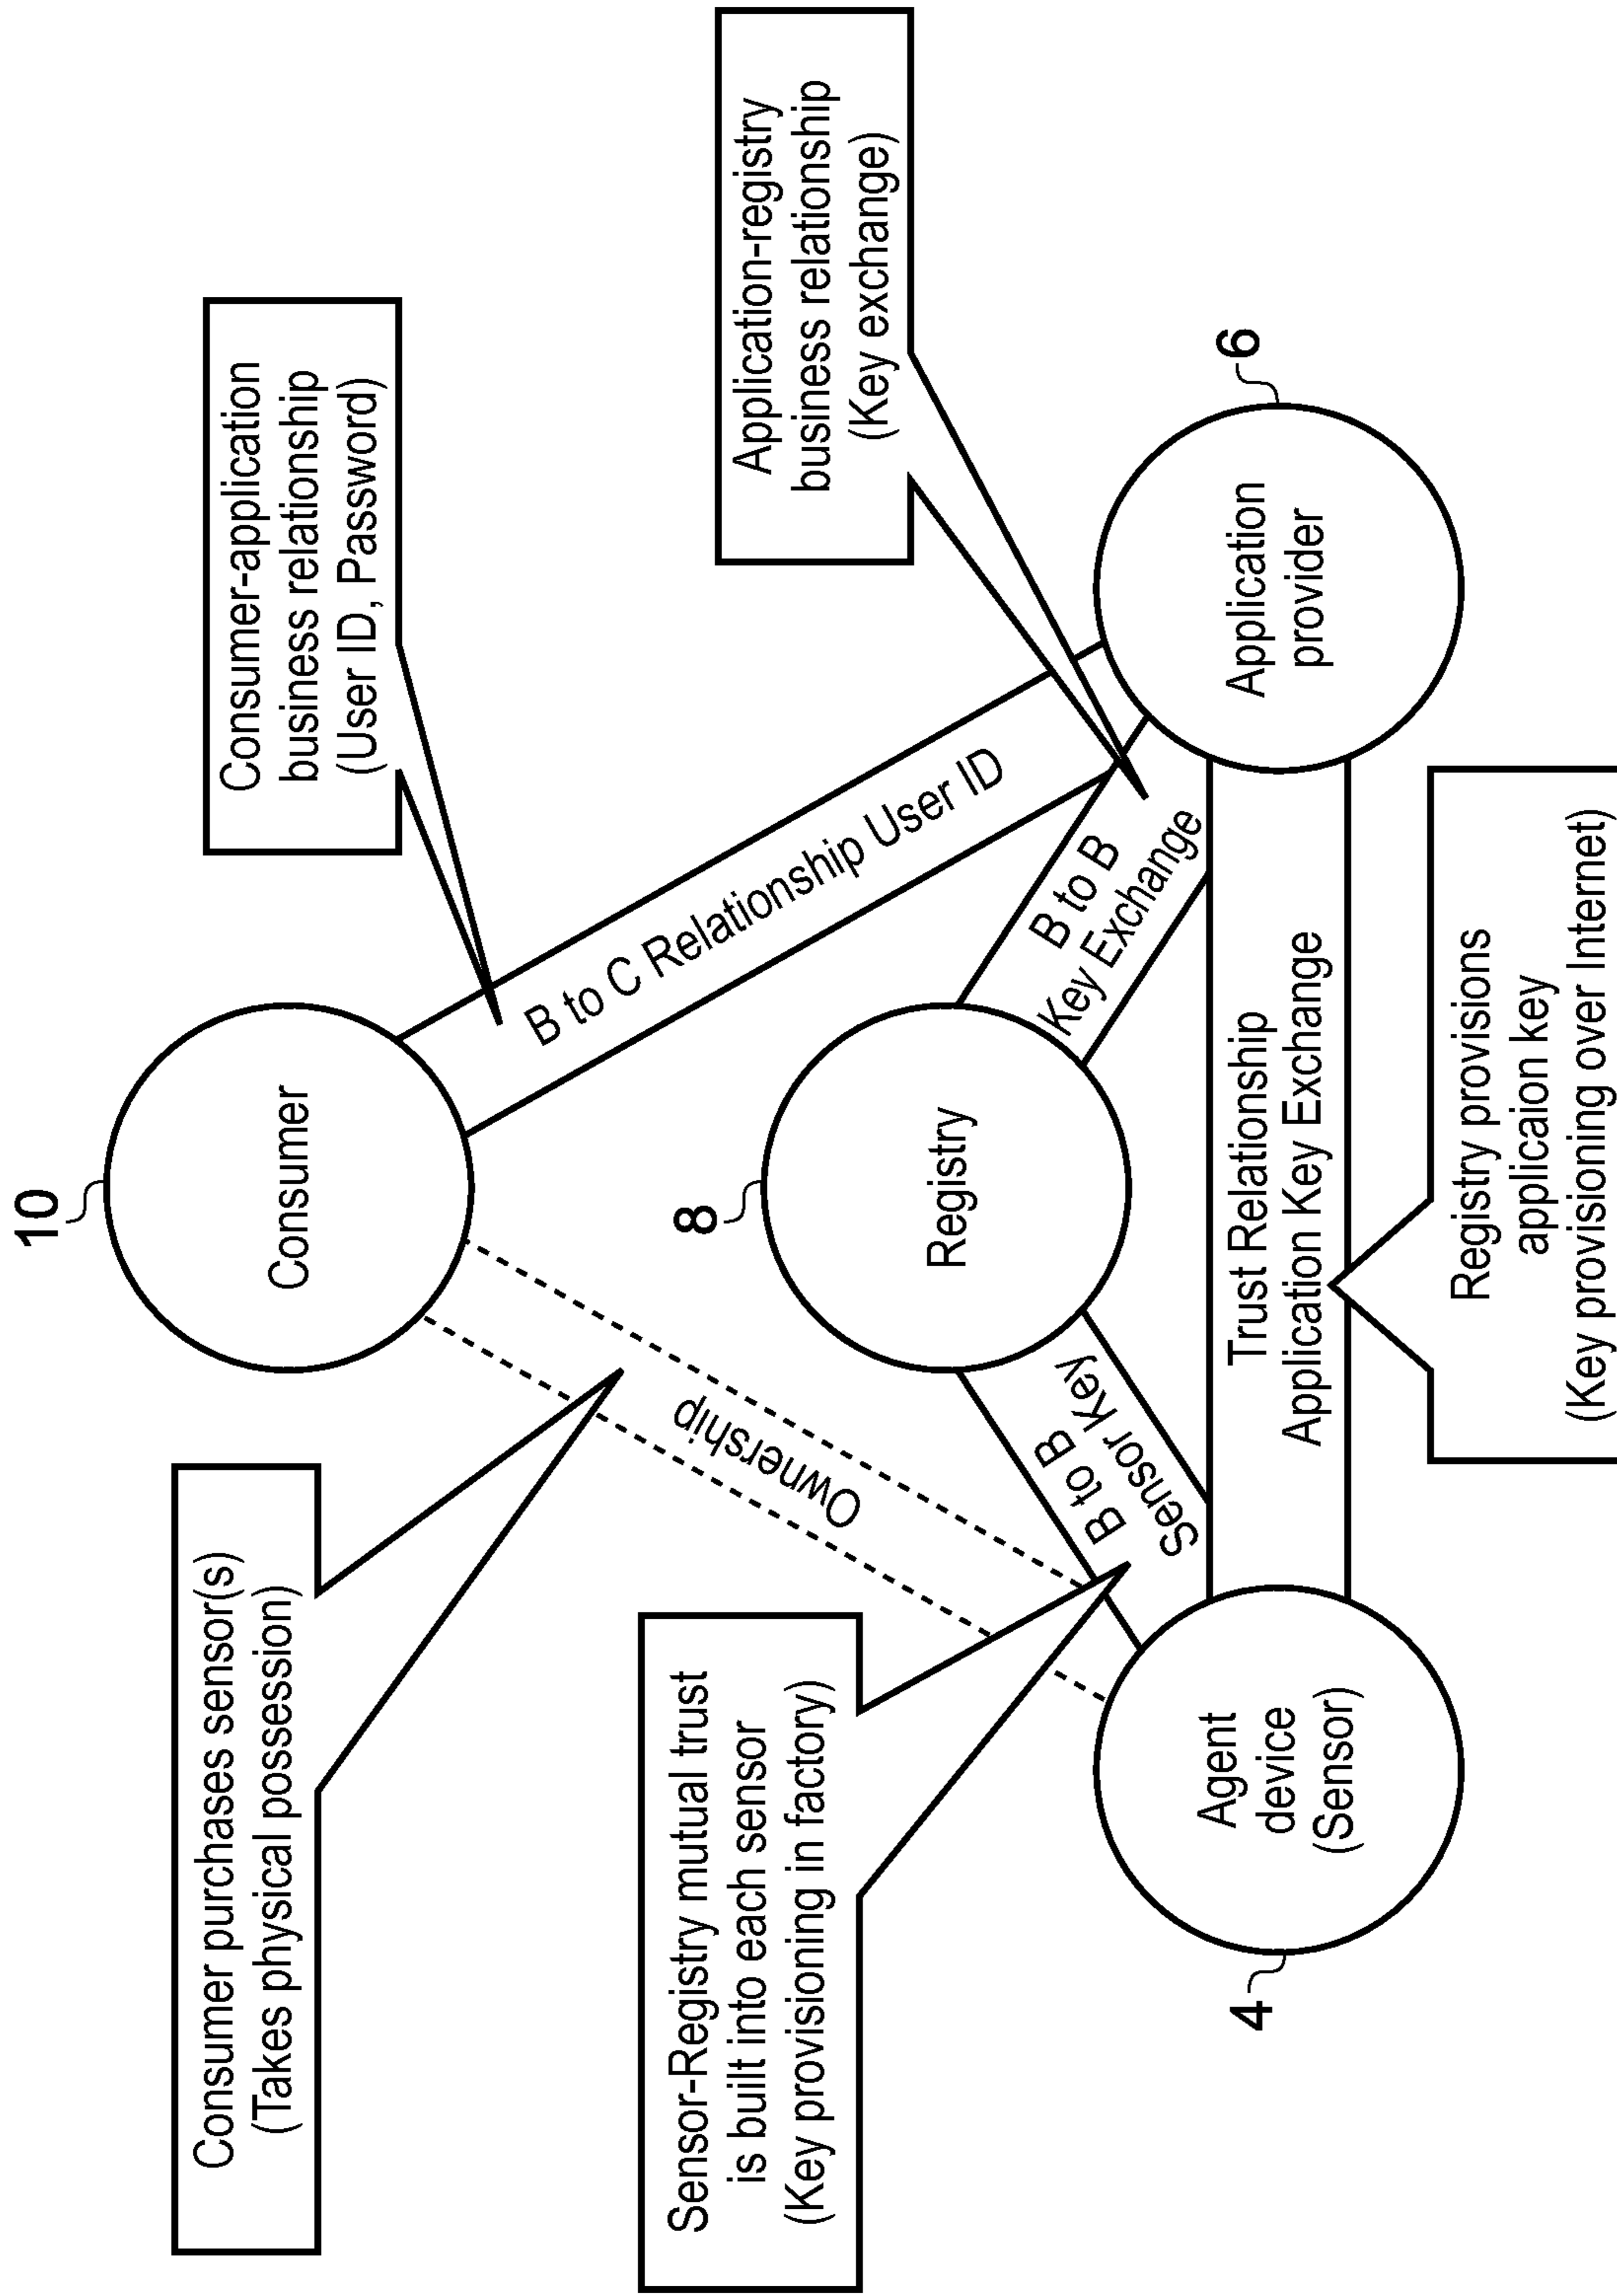 10
Consumer
Consumer purchases sensor(s)
(Takes physical possession)
Consumer-application
business relationship
(User ID, Password)
Ownership
B to C Relationship User ID
8
Registry
Sensor-Registry mutual trust
is built into each sensor
(Key provisioning in factory)
Application-registry
business relationship
(Key exchange)
B to B
Sensor Key
B to B
Key Exchange
4
Agent
device
(Sensor)
Trust Relationship
Application Key Exchange
6
Application
provider
Registry provisions
applicaion key
(Key provisioning over Internet)